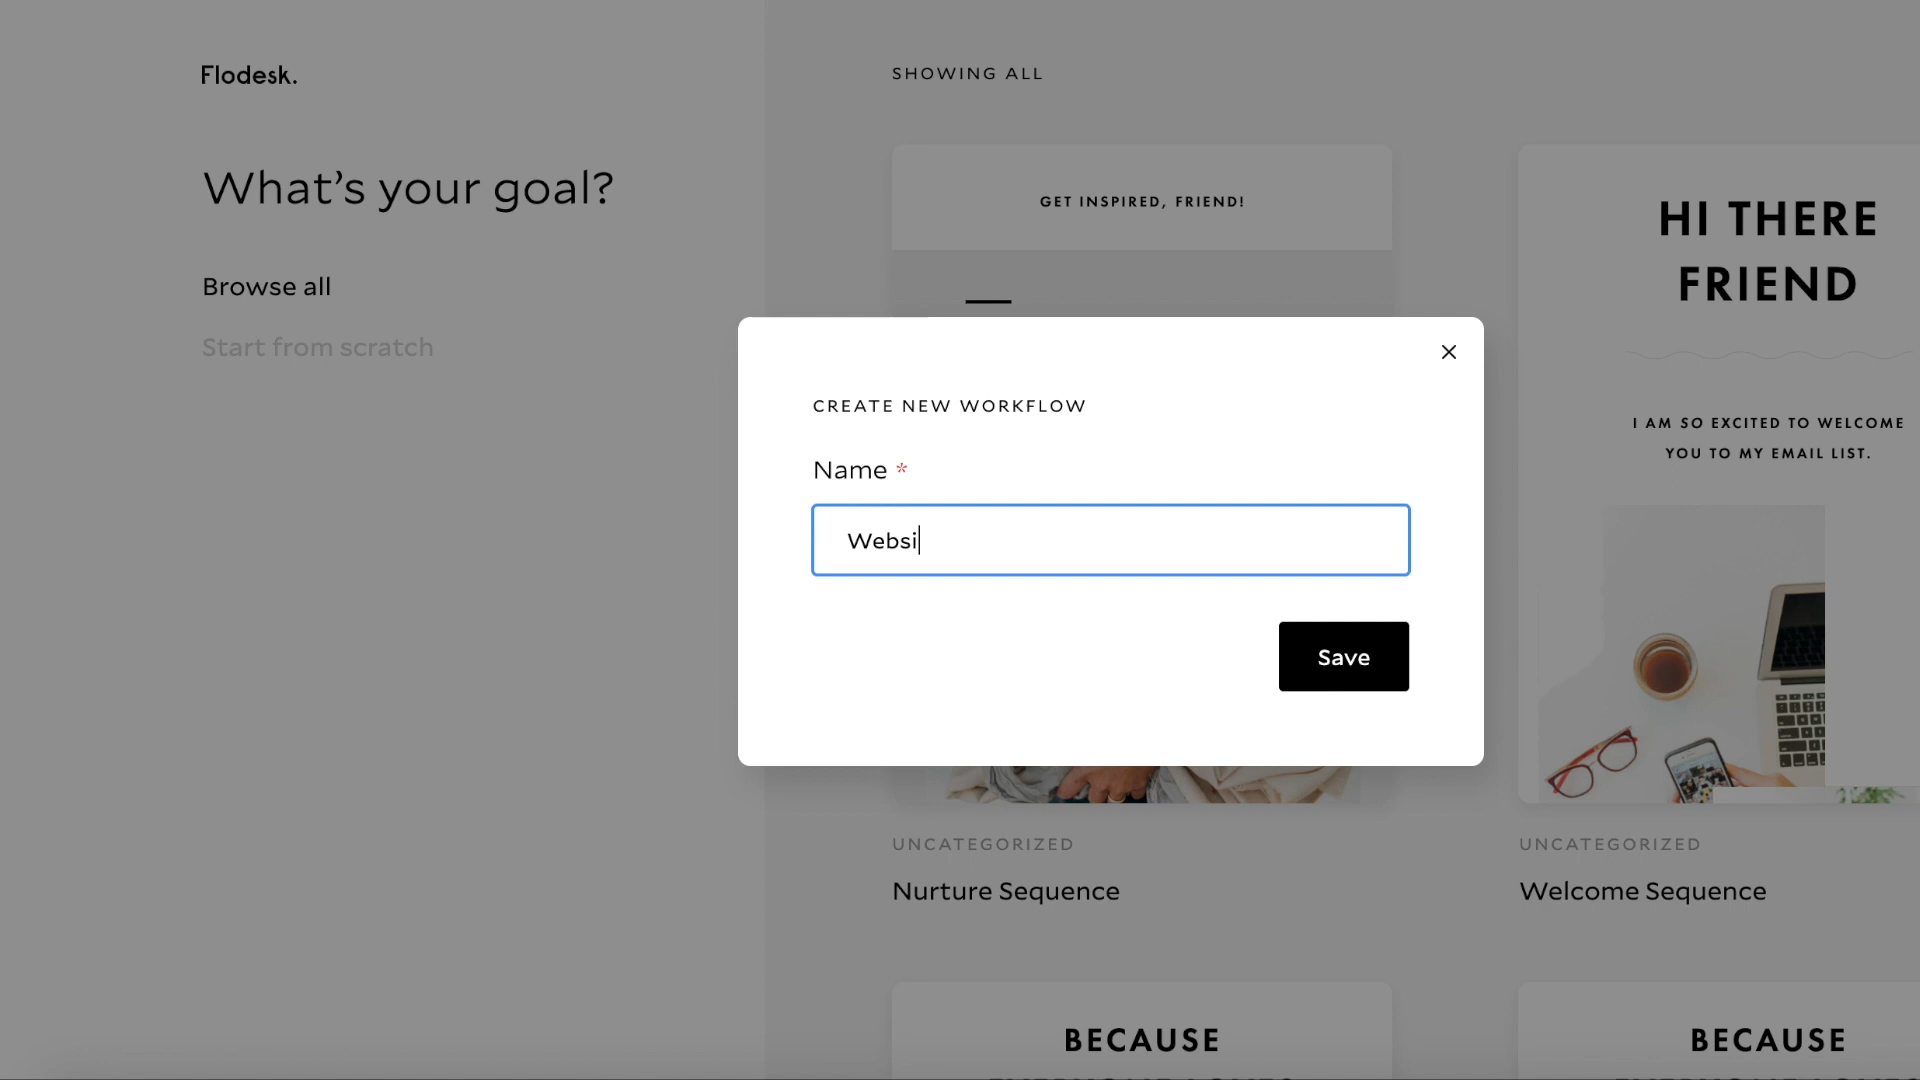 Flodesk.
What's your goal?
Browse all
Start from scratch
SHOWING ALL
GET INSPIRED, FRIEND!
HI THERE
FRIEND
I AM SO EXCITED TO WELCOME
YOU TO MY EMAIL LIST.
CREATE NEW WORKFLOW
Name *
Websi
Save
UNCATEGORIZED
Nurture Sequence
UNCATEGORIZED
Welcome Sequence
BECAUSE
BECAUSE